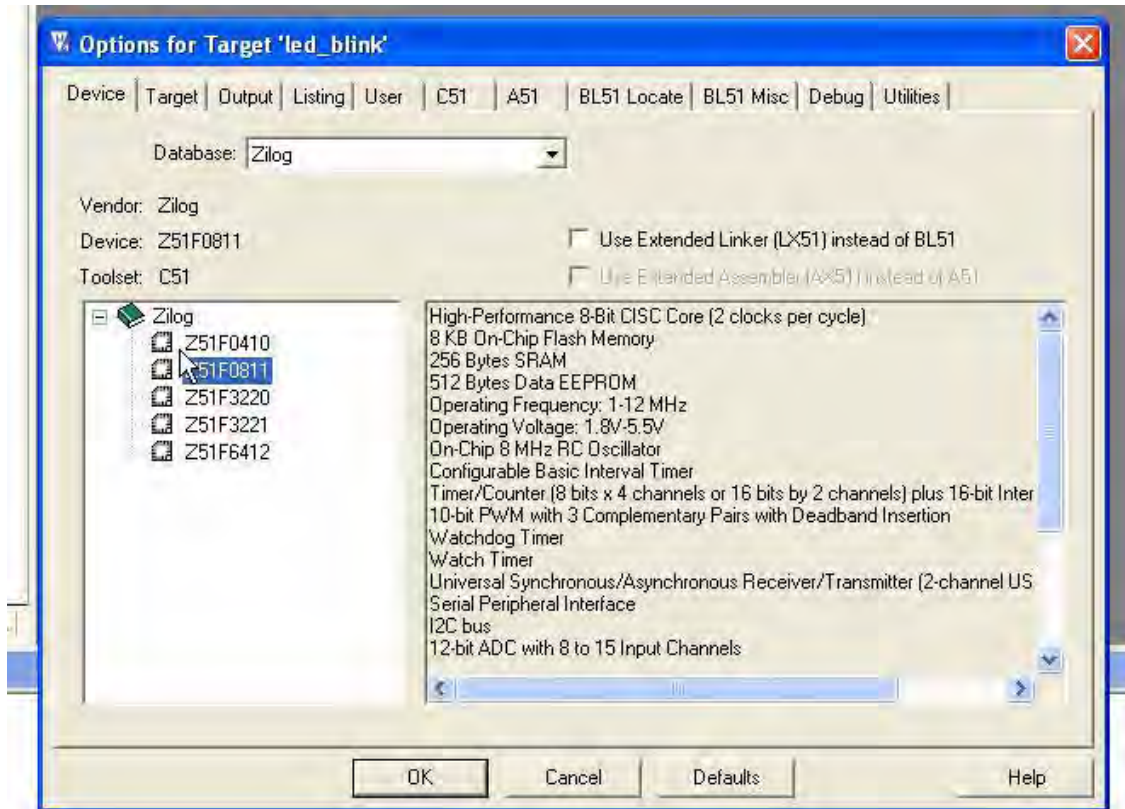 Options for Target 'led_blink'
Device Target Output Listing User C51 A51 BL51 Locate BL51 Misc Debug Utilities
Database: Zilog
Vendor: Zilog
Device: Z51F0811
Use Extended Linker (LX51) instead of BL51
Toolset: C51
Use Extended Assembler (AX51) instead of A51
Zilog
Z51F0410
Z51F0811
Z51F3220
Z51F3221
Z51F6412
High-Performance 8-Bit CISC Core (2 clocks per cycle)
8 KB On-Chip Flash Memory
256 Bytes SRAM
512 Bytes Data EEPROM
Operating Frequency: 1-12 MHz
Operating Voltage: 1.8V-5.5V
On-Chip 8 MHz RC Oscillator
Configurable Basic Interval Timer
Timer/Counter (8 bits x 4 channels or 16 bits by 2 channels) plus 16-bit Inter
10-bit PWM with 3 Complementary Pairs with Deadband Insertion
Watchdog Timer
Watch Timer
Universal Synchronous/Asynchronous Receiver/Transmitter (2-channel US
Serial Peripheral Interface
I2C bus
12-bit ADC with 8 to 15 Input Channels
OK Cancel Defaults Help